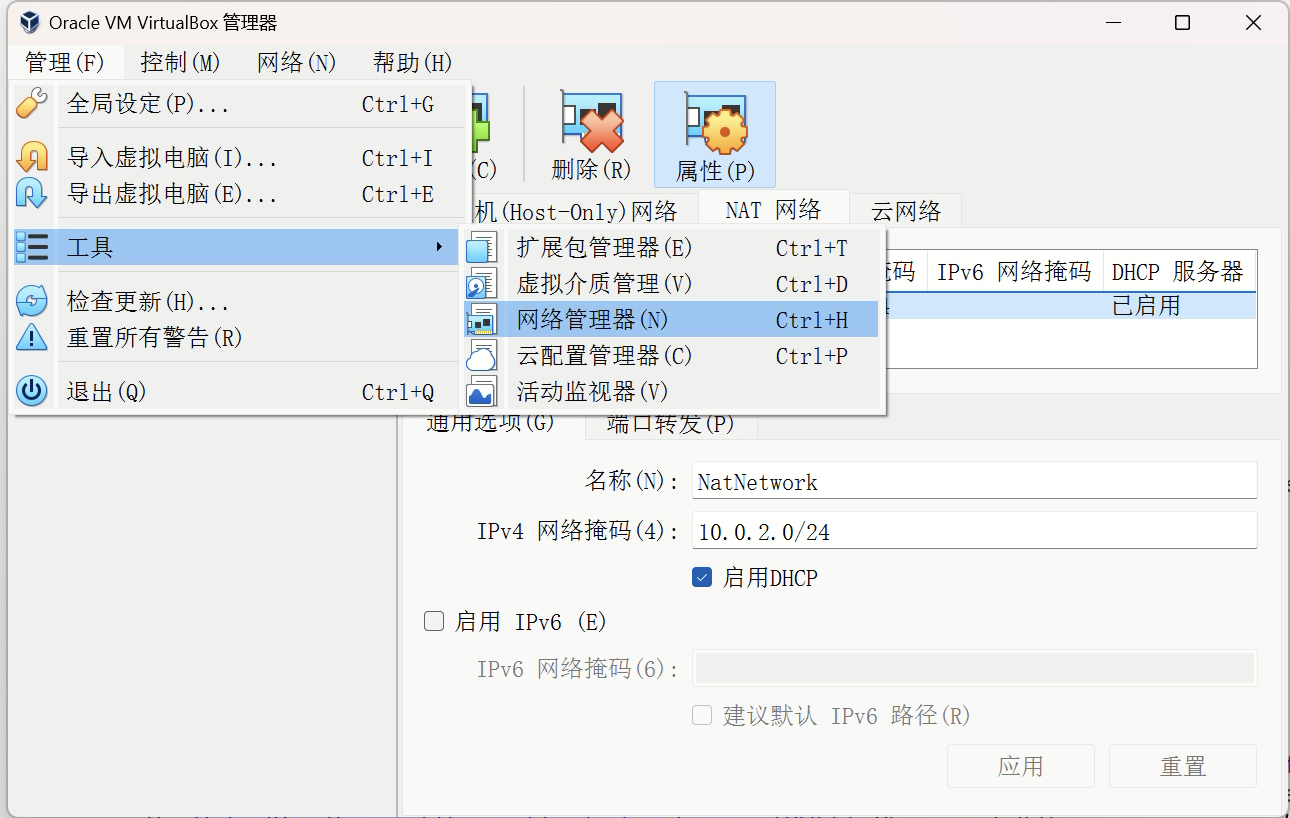 Oracle VM VirtualBox 管理器
管理(F) 控制(M) 网络(N) 帮助(H)
全局设定(P)... Ctrl+G
导入虚拟电脑(I)... Ctrl+I
导出虚拟电脑(E)... Ctrl+E
工具
检查更新(H)...
重置所有警告(R)
退出(Q) Ctrl+Q
(C) 删除(R) 属性(P)
机(Host-Only)网络 NAT 网络 云网络
扩展包管理器(E) Ctrl+T
虚拟介质管理(V) Ctrl+D
网络管理器(N) Ctrl+H
云配置管理器(C) Ctrl+P
活动监视器(V)
掩码 IPv6 网络掩码 DHCP 服务器
已启用
通用选项(G) 端口转发(P)
名称(N): NatNetwork
IPv4 网络掩码(4): 10.0.2.0/24
启用DHCP
启用 IPv6 (E)
IPv6 网络掩码(6):
建议默认 IPv6 路径(R)
应用 重置